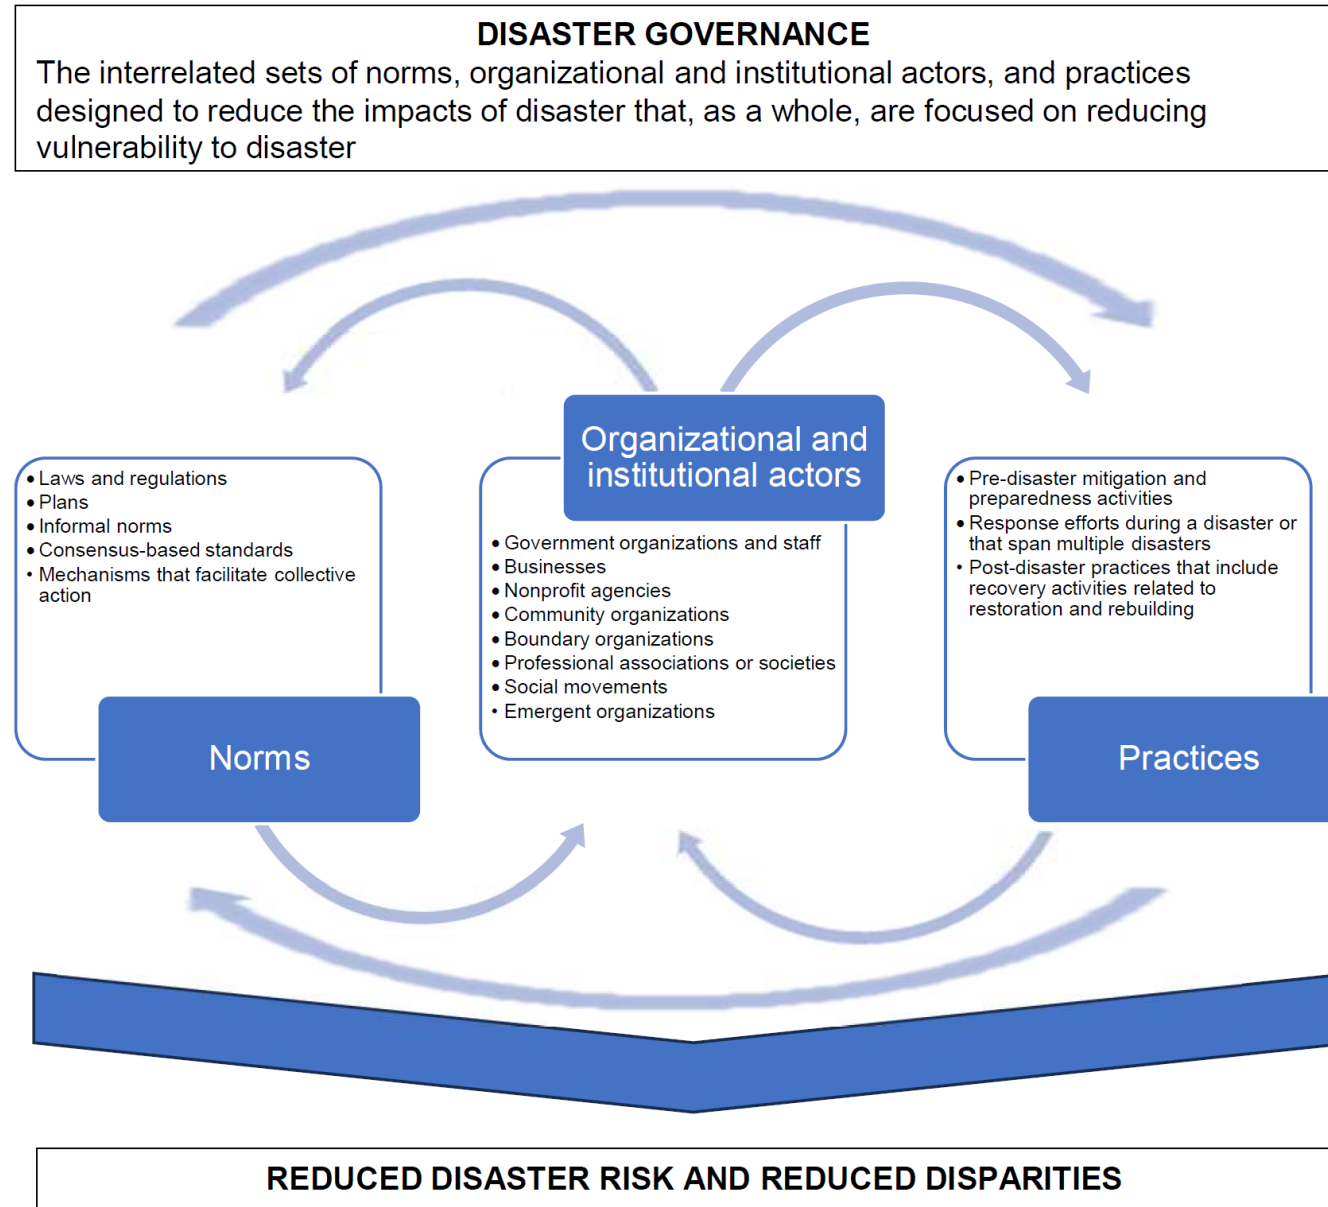 DISASTER GOVERNANCE
The interrelated sets of norms, organizational and institutional actors, and practices
designed to reduce the impacts of disaster that, as a whole, are focused on reducing
vulnerability to disaster
• Laws and regulations
• Plans
• Informal norms
• Consensus-based standards
• Mechanisms that facilitate collective
action
Norms
Organizational and
institutional actors
• Government organizations and staff
• Businesses
• Nonprofit agencies
• Community organizations
• Boundary organizations
• Professional associations or societies
• Social movements
• Emergent organizations
• Pre-disaster mitigation and
preparedness activities
• Response efforts during a disaster or
that span multiple disasters
• Post-disaster practices that include
recovery activities related to
restoration and rebuilding
Practices
REDUCED DISASTER RISK AND REDUCED DISPARITIES